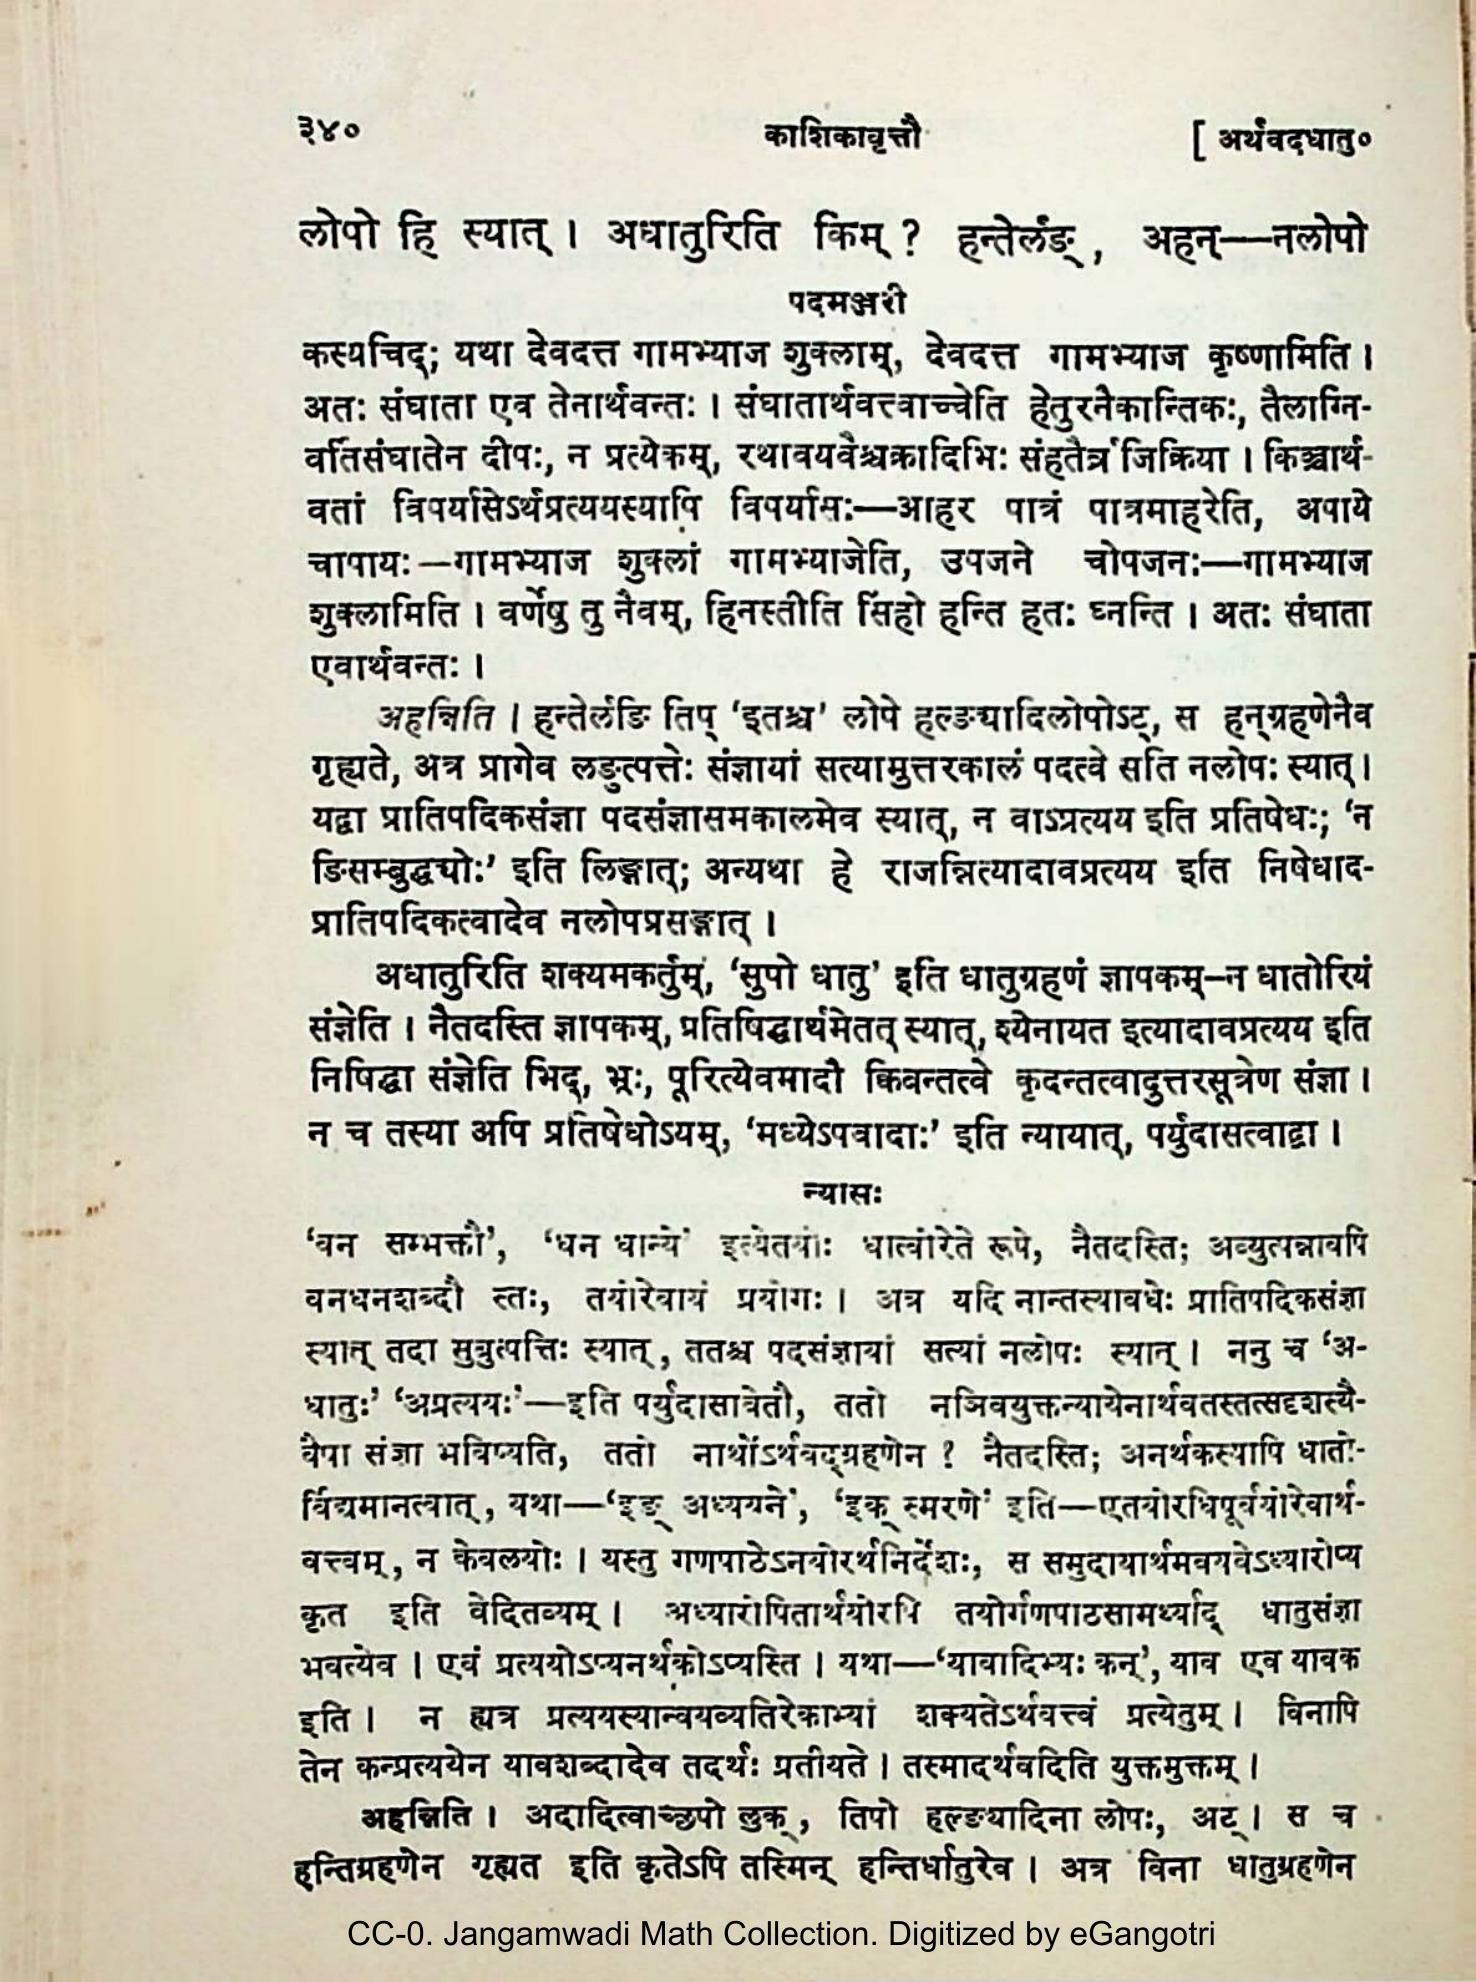 ३४०
काशिकावृत्तौ
[ अर्थवदधातु०
लोपो हि स्यात् । अधातुरिति किम् ? हन्तेर्लङ् , अहन्—नलोपो
पदमञ्जरी
कस्यचिद्; यथा देवदत्त गामभ्याज शुक्लाम्, देवदत्त गामभ्याज कृष्णामिति ।
अतः संघाता एव तेनार्थवन्तः । संघातार्थवत्त्वाच्चेति हेतुरनैकान्तिकः, तैलाग्नि-
वर्तिसंघातेन दीपः, न प्रत्येकम्, रथावयवैश्चक्रादिभिः संहतैर्व्रजिक्रिया । किञ्चार्थ-
वतां विपर्यासेऽर्थप्रत्ययस्यापि विपर्यासः—आहर पात्रं पात्रमाहरेति, अपाये
चापायः—गामभ्याज शुक्लां गामभ्याजेति, उपजने चोपजनः—गामभ्याज
शुक्लामिति । वर्णेषु तु नैवम्, हिनस्तीति सिंहो हन्ति हतः घ्नन्ति । अतः संघाता
एवार्थवन्तः ।
अहन्निति । हन्तेर्लङि तिप् ‘इतश्च’ लोपे हल्ङ्यादिलोपोऽट्, स हन्ग्रहणेनैव
गृह्यते, अत्र प्रागेव लङुत्पत्तेः संज्ञायां सत्यामुत्तरकालं पदत्वे सति नलोपः स्यात् ।
यद्वा प्रातिपदिकसंज्ञा पदसंज्ञासमकालमेव स्यात्, न वाऽप्रत्यय इति प्रतिषेधः; ‘न
ङिसम्बुद्ध्योः’ इति लिङ्गात्; अन्यथा हे राजन्नित्यादावप्रत्यय इति निषेधाद-
प्रातिपदिकत्वादेव नलोपप्रसङ्गात् ।
अधातुरिति शक्यमकर्तुम्, ‘सुपो धातु’ इति धातुग्रहणं ज्ञापकम्–न धातोरियं
संज्ञेति । नैतदस्ति ज्ञापकम्, प्रतिषिद्धार्थमेतत् स्यात्, श्येनायत इत्यादावप्रत्यय इति
निषिद्धा संज्ञेति भिद्, भ्रूः, पूरित्येवमादौ क्विवन्तत्वे कृदन्तत्वादुत्तरसूत्रेण संज्ञा ।
न च तस्या अपि प्रतिषेधोऽयम्, ‘मध्येऽपवादाः’ इति न्यायात्, पर्युदासत्वाद्वा ।
न्यासः
‘वन सम्भक्तौ’, ‘धन धान्ये’ इत्येतयोः धात्वोरेते रूपे, नैतदस्ति; अव्युत्पन्नावपि
वनधनशब्दौ स्तः, तयोरेवायं प्रयोगः । अत्र यदि नान्तस्यावधेः प्रातिपदिकसंज्ञा
स्यात् तदा सुबुत्पत्तिः स्यात् , ततश्च पदसंज्ञायां सत्यां नलोपः स्यात् । ननु च ‘अ-
धातुः’ ‘अप्रत्ययः’—इति पर्युदासावेतौ, ततो नञिवयुक्तन्यायेनार्थवतस्तत्सदृशस्यै-
वैषा संज्ञा भविष्यति, ततो नार्थोऽर्थवद्ग्रहणेन ? नैतदस्ति; अनर्थकस्यापि धातो-
र्विद्यमानत्वात् , यथा—‘इङ् अध्ययने’, ‘इक् स्मरणे’ इति—एतयोरधिपूर्वयोरेवार्थ-
वत्त्वम् , न केवलयोः । यस्तु गणपाठेऽनयोरर्थनिर्देशः, स समुदायार्थमवयवेऽध्यारोप्य
कृत इति वेदितव्यम् । अध्यारोपितार्थयोरपि तयोर्गणपाठसामर्थ्याद् धातुसंज्ञा
भवत्येव । एवं प्रत्ययोऽप्यनर्थकोऽप्यस्ति । यथा—‘यावादिभ्यः कन्’, याव एव यावक
इति । न ह्यत्र प्रत्ययस्यान्वयव्यतिरेकाभ्यां शक्यतेऽर्थवत्त्वं प्रत्येतुम् । विनापि
तेन कन्प्रत्ययेन यावशब्दादेव तदर्थः प्रतीयते । तस्मादर्थवदिति युक्तमुक्तम् ।
अहन्निति । अदादित्वाच्छपो लुक् , तिपो हल्ङ्यादिना लोपः, अट् । स च
हन्तिग्रहणेन गृह्यत इति कृतेऽपि तस्मिन् हन्तिर्धातुरेव । अत्र विना धातुग्रहणेन
CC-0. Jangamwadi Math Collection. Digitized by eGangotri